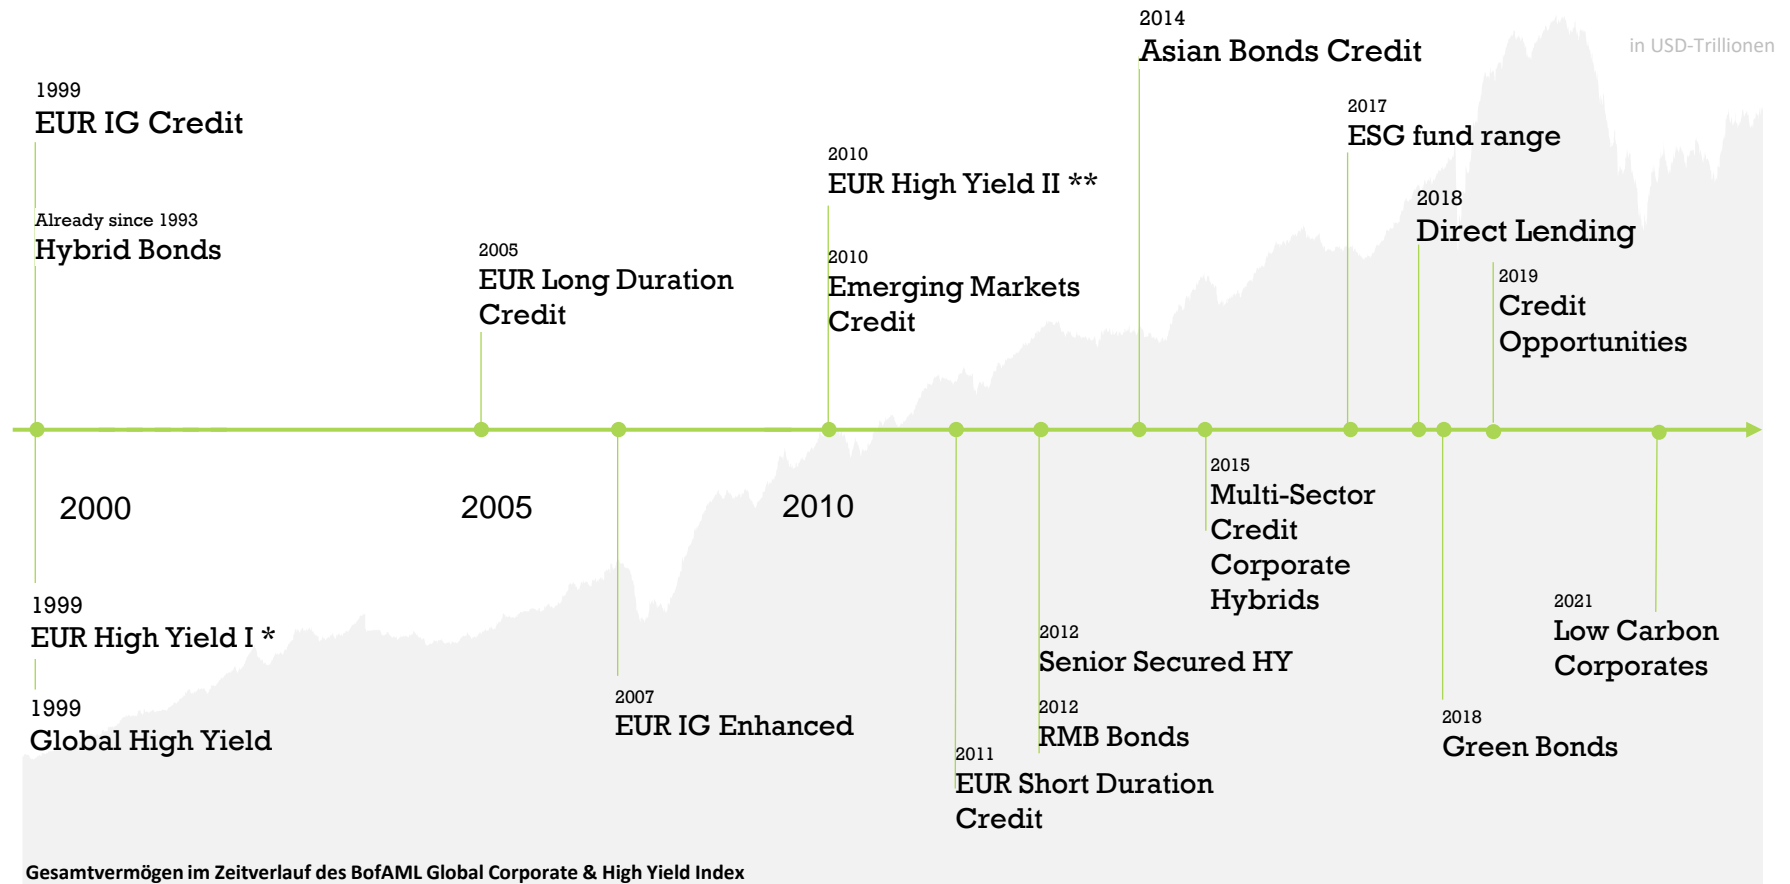 2014
Asian Bonds Credit
in USD-Trillionen
1999
EUR IG Credit
2017
ESG fund range
2010
EUR High Yield II **
Already since 1993
Hybrid Bonds
2018
Direct Lending
2005
EUR Long Duration
Credit
2010
Emerging Markets
Credit
2019
Credit
Opportunities
2000
2005
2010
2015
Multi-Sector
Credit
Corporate
Hybrids
1999
EUR High Yield I *
2012
Senior Secured HY
2021
Low Carbon
Corporates
1999
Global High Yield
2007
EUR IG Enhanced
2012
RMB Bonds
2018
Green Bonds
2011
EUR Short Duration
Credit
Gesamtvermögen im Zeitverlauf des BofAML Global Corporate & High Yield Index